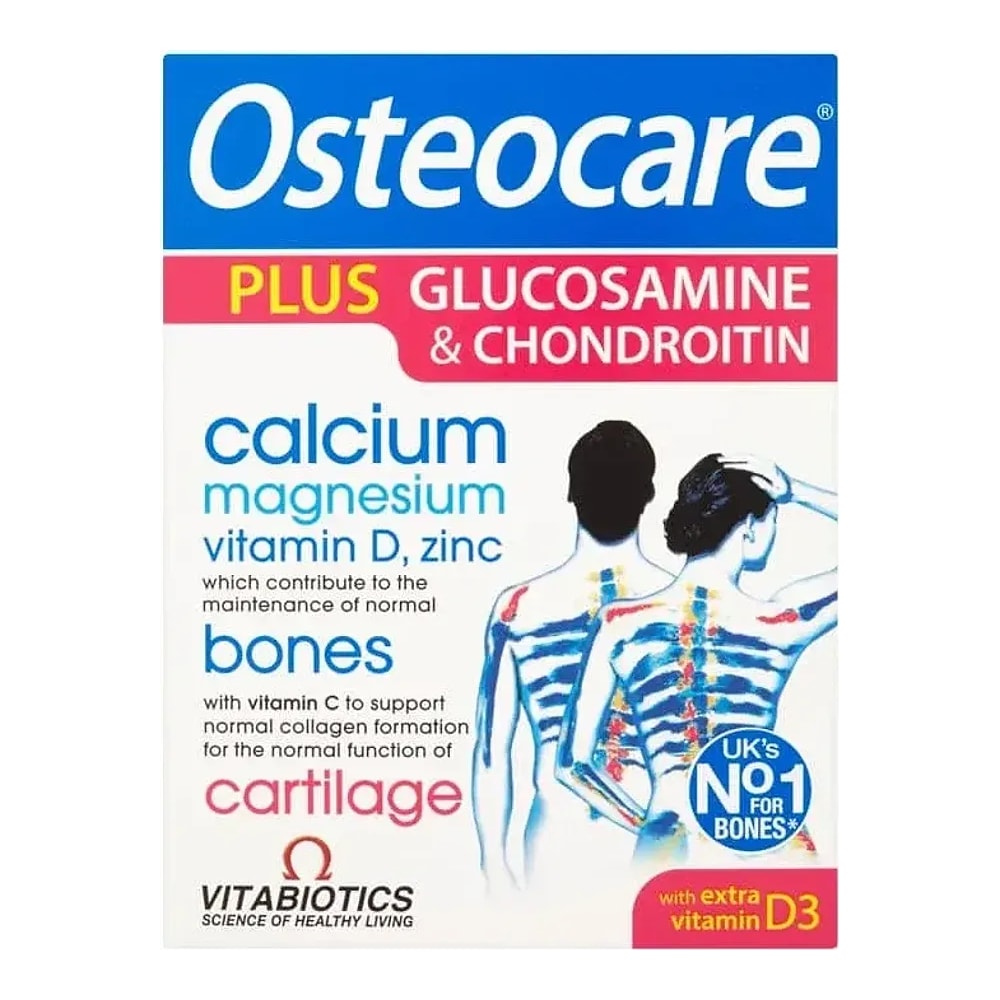 Osteocare®
PLUS GLUCOSAMINE
& CHONDROITIN
calcium
magnesium
vitamin D, zinc
which contribute to the
maintenance of normal
bones
with vitamin C to support
normal collagen formation
for the normal function of
cartilage
UK's
No1
FOR
BONES*
VITABIOTICS
SCIENCE OF HEALTHY LIVING
with extra
vitamin D3